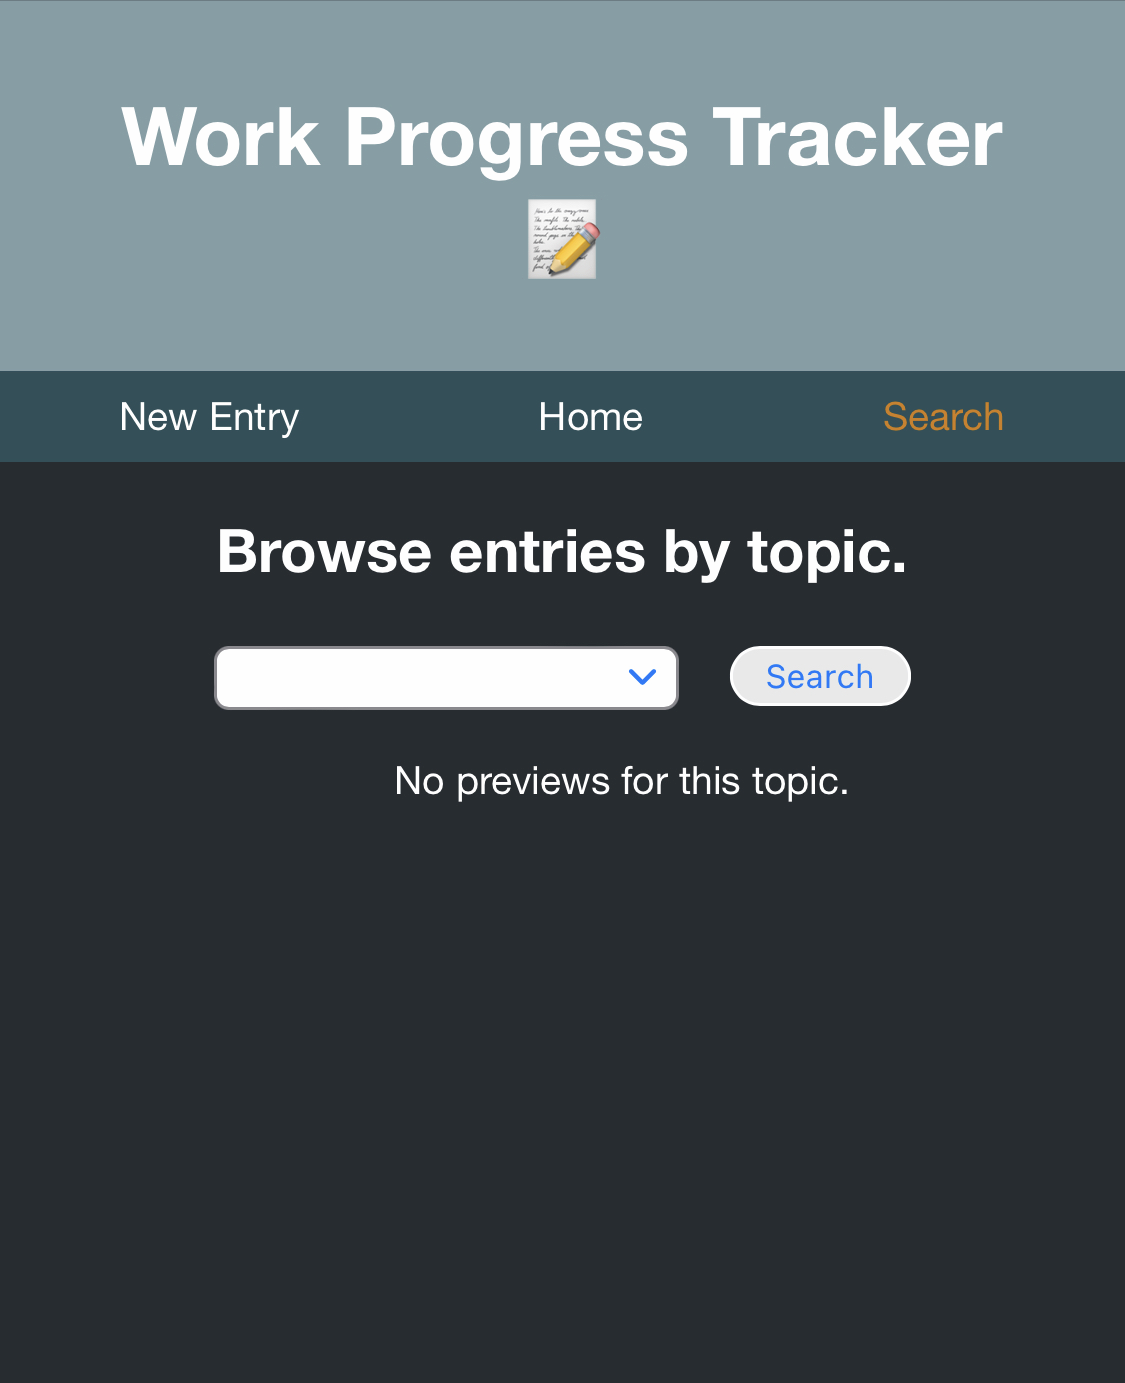 Work Progress Tracker
New Entry Home Search
Browse entries by topic.
Search
No previews for this topic.